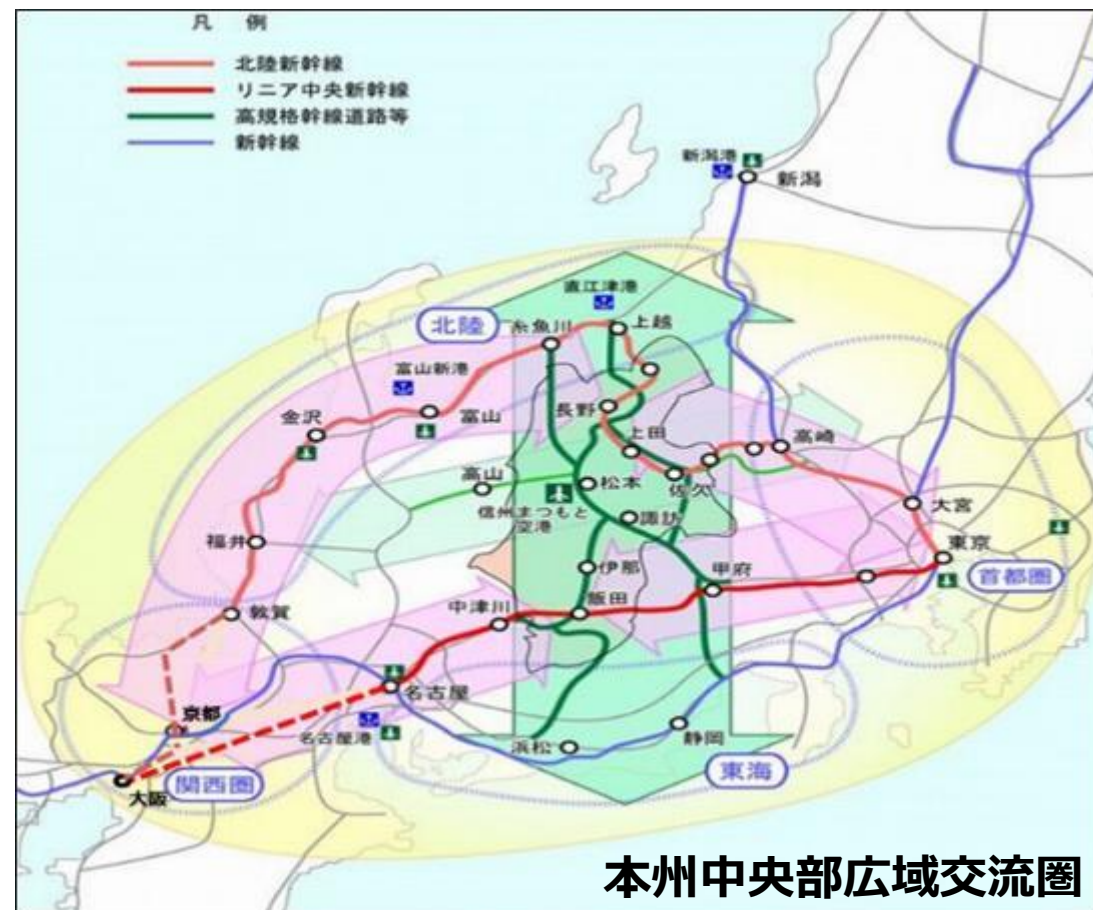 凡 例
北陸新幹線
リニア中央新幹線
高規格幹線道路等
新幹線
新潟港
新潟
直江津港
北陸
糸魚川
上越
富山新港
金沢
富山
長野
上田
高崎
高山
松本
佐久
信州まつもと
空港
諏訪
大宮
福井
伊那
甲府
東京
首都圏
敦賀
中津川
飯田
名古屋
京都
名古屋港
浜松
静岡
関西圏
東海
大阪
本州中央部広域交流圏